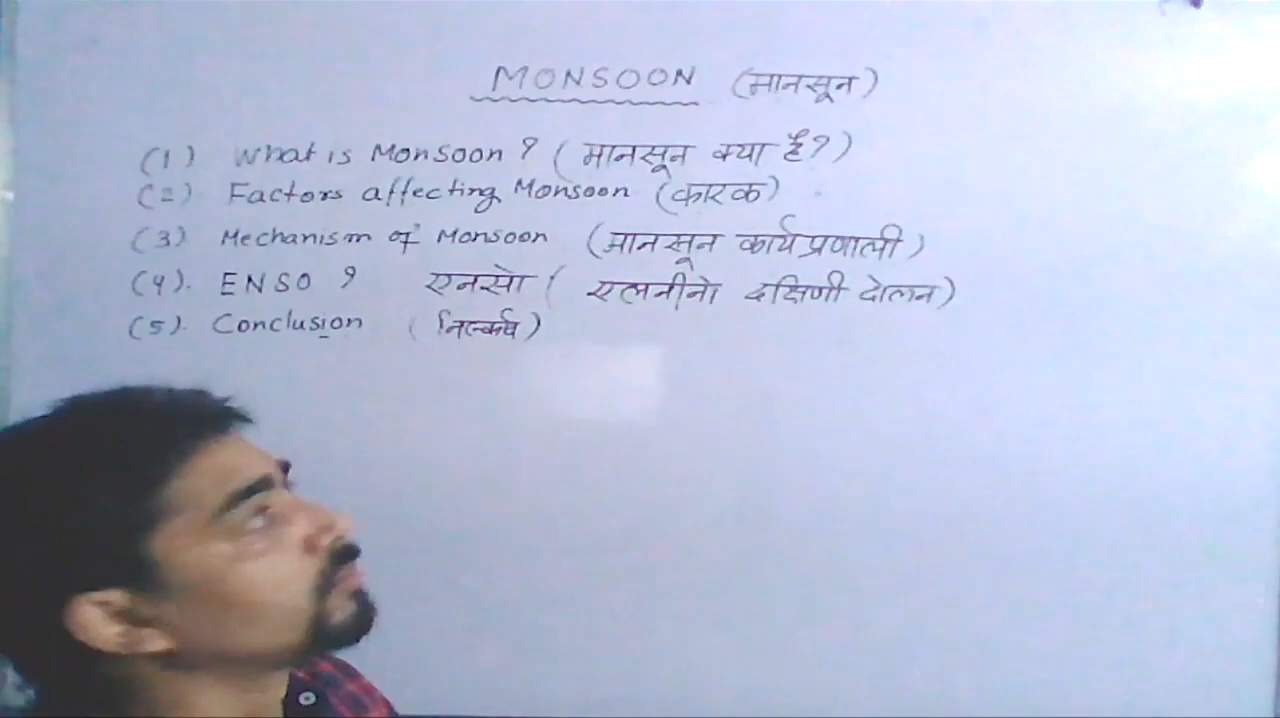 MONSOON (मानसून)
(1) What is Monsoon? (मानसून क्या है?)
(2) Factors affecting Monsoon (कारक)
(3) Mechanism of Monsoon (मानसून कार्यप्रणाली)
(4). ENSO ? एनसो ( एलनीनो दक्षिणी दोलन)
(5). Conclusion (निष्कर्ष)